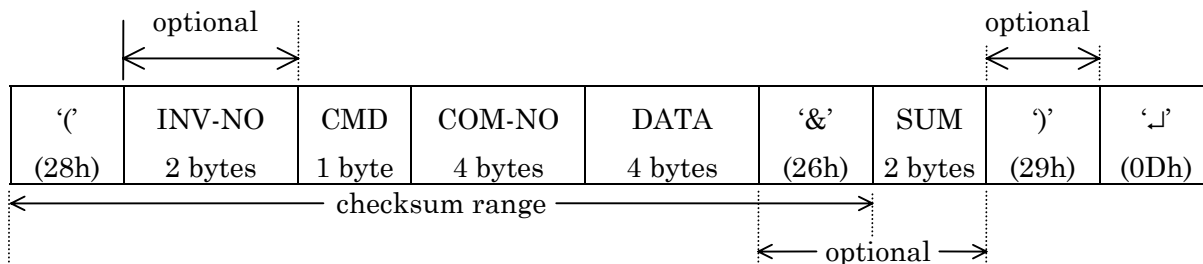 optional optional
‘(’ INV-NO CMD COM-NO DATA ‘&’ SUM ‘)’ ‘↵’
(28h) 2 bytes 1 byte 4 bytes 4 bytes (26h) 2 bytes (29h) (0Dh)
checksum range
optional